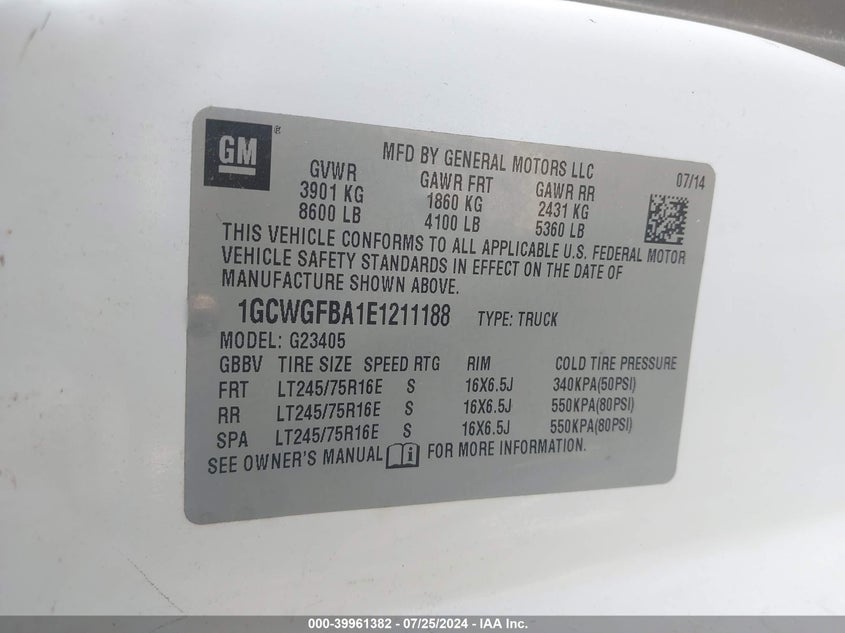 GM ®
MFD BY GENERAL MOTORS LLC
07/14
GVWR GAWR FRT GAWR RR
3901 KG 1860 KG 2431 KG
8600 LB 4100 LB 5360 LB
THIS VEHICLE CONFORMS TO ALL APPLICABLE U.S. FEDERAL MOTOR
VEHICLE SAFETY STANDARDS IN EFFECT ON THE DATE OF
MANUFACTURE SHOWN ABOVE.
1GCWGFBA1E1211188 TYPE: TRUCK
MODEL: G23405
GBBV TIRE SIZE SPEED RTG RIM COLD TIRE PRESSURE
FRT LT245/75R16E S 16X6.5J 340KPA(50PSI)
RR LT245/75R16E S 16X6.5J 550KPA(80PSI)
SPA LT245/75R16E S 16X6.5J 550KPA(80PSI)
SEE OWNER'S MANUAL i FOR MORE INFORMATION.
000-39961382 - 07/25/2024 - IAA Inc.